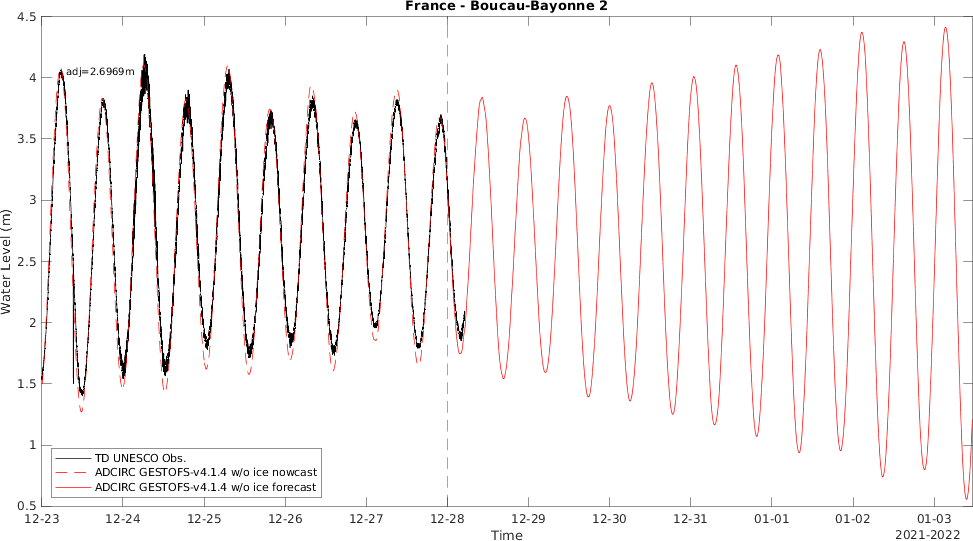 France - Boucau-Bayonne 2
4.5
4
3.5
3
2.5
2
1.5
1
0.5
Water Level (m)
adj=2.6969m
TD UNESCO Obs.
ADCIRC GESTOFS-v4.1.4 w/o ice nowcast
ADCIRC GESTOFS-v4.1.4 w/o ice forecast
12-23 12-24 12-25 12-26 12-27 12-28 12-29 12-30 12-31 01-01 01-02 01-03
Time
2021-2022